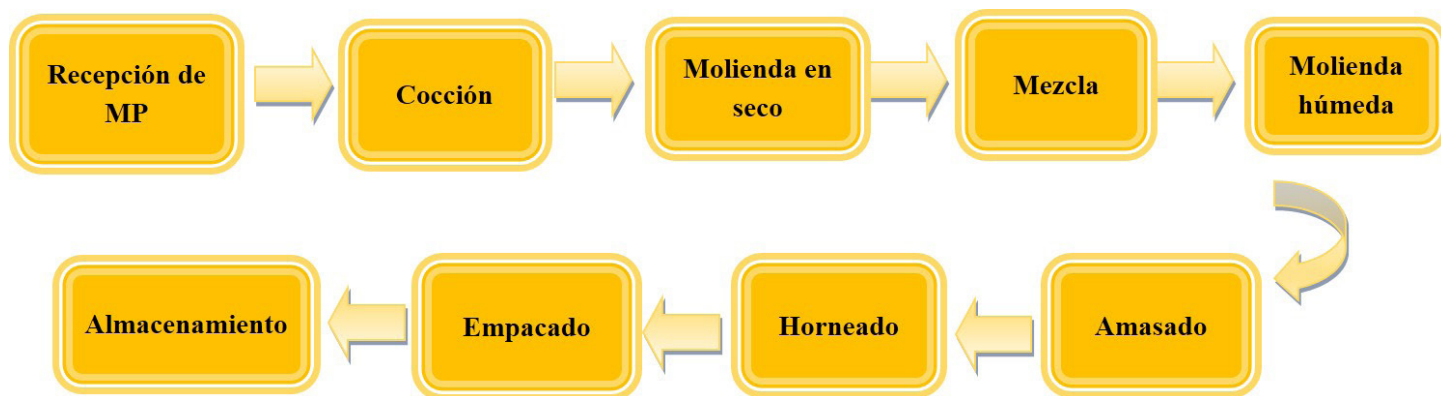 Recepción de
MP
Cocción
Molienda en
seco
Mezcla
Molienda
húmeda
Amasado
Horneado
Empacado
Almacenamiento